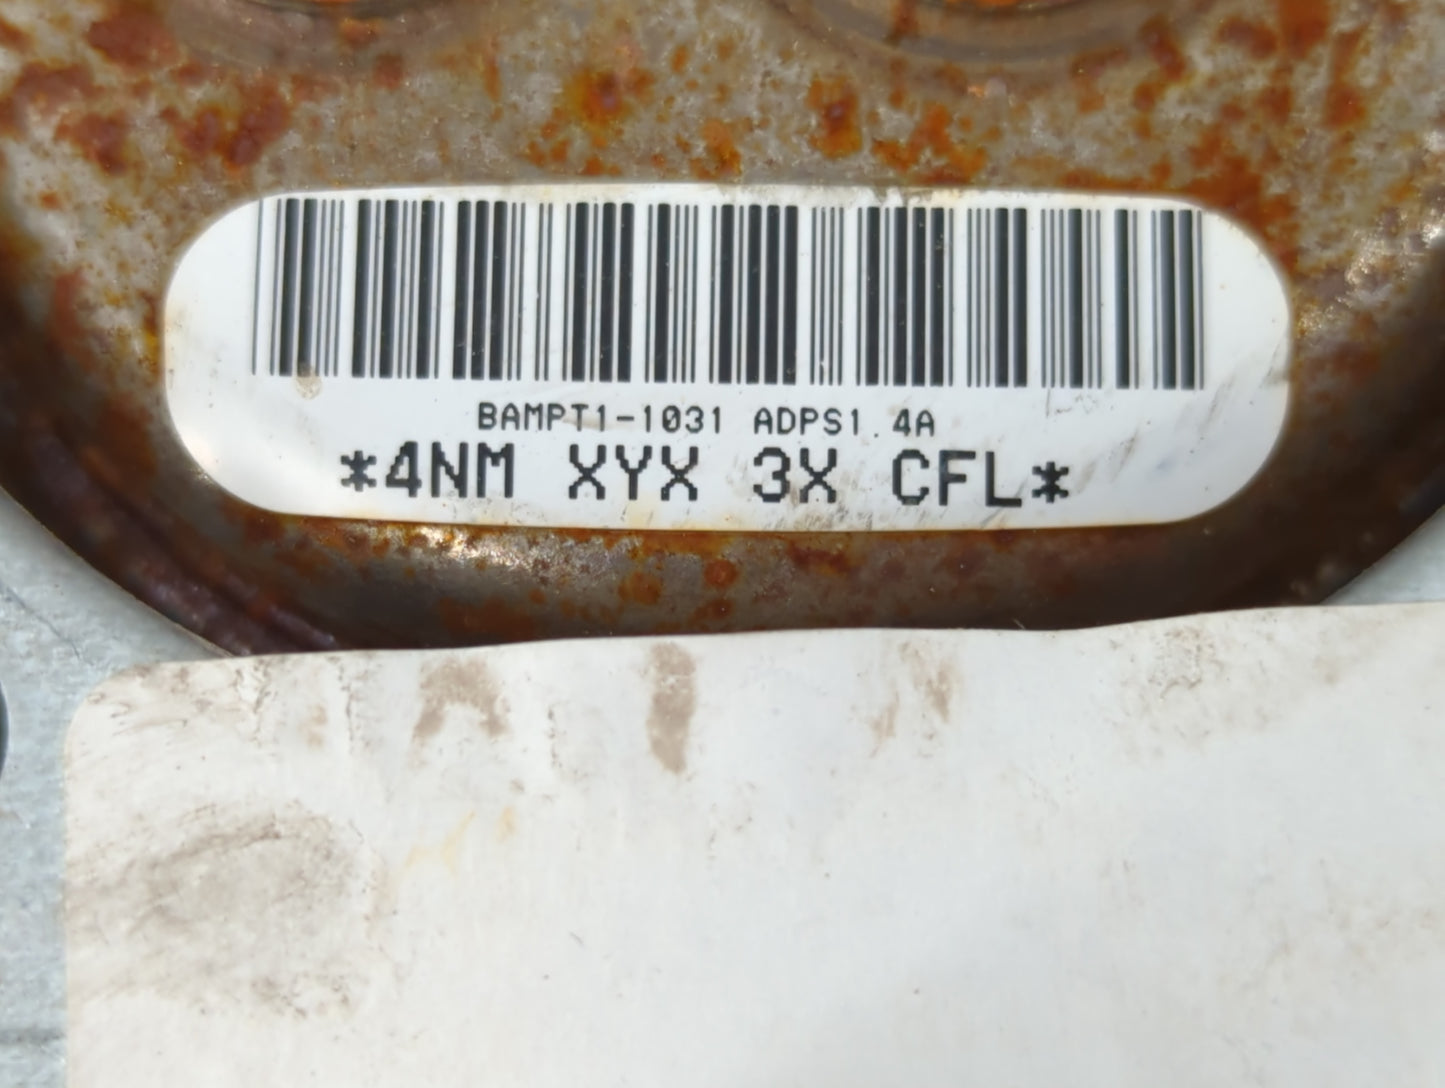 BAMPT1-1031 ADPS1.4A
*4NM XYX 3X CFL*